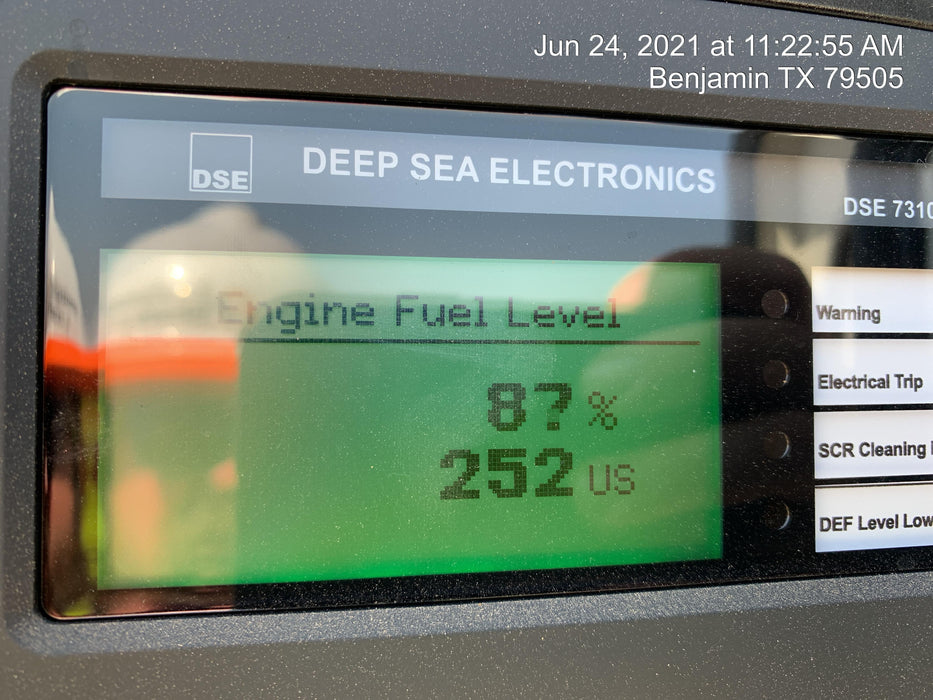 Jun 24, 2021 at 11:22:55 AM
Benjamin TX 79505
DSE
DEEP SEA ELECTRONICS
DSE 7310
Engine Fuel Level
87 %
252 US
Warning
Electrical Trip
SCR Cleaning
DEF Level Low